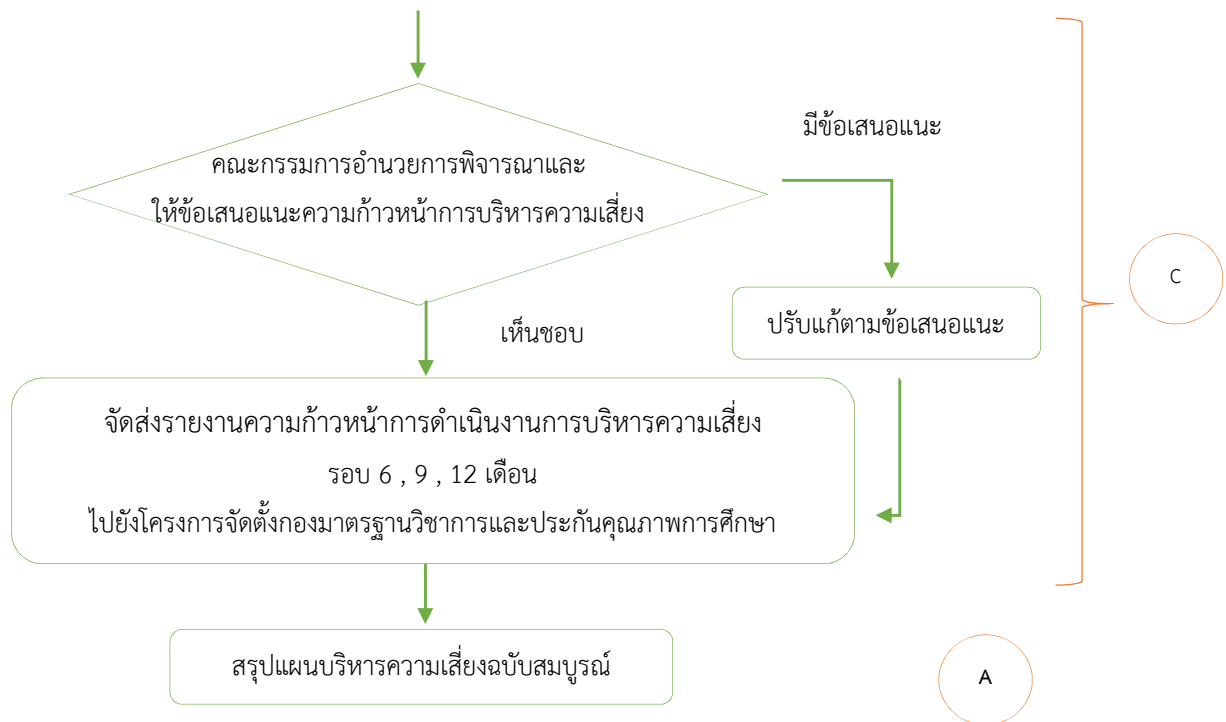 มีข้อเสนอแนะ
คณะกรรมการอำนวยการพิจารณาและ
ให้ข้อเสนอแนะความก้าวหน้าการบริหารความเสี่ยง
C
ปรับแก้ตามข้อเสนอแนะ
เห็นชอบ
จัดส่งรายงานความก้าวหน้าการดำเนินงานการบริหารความเสี่ยง
รอบ 6 , 9 , 12 เดือน
ไปยังโครงการจัดตั้งกองมาตรฐานวิชาการและประกันคุณภาพการศึกษา
สรุปแผนบริหารความเสี่ยงฉบับสมบูรณ์
A